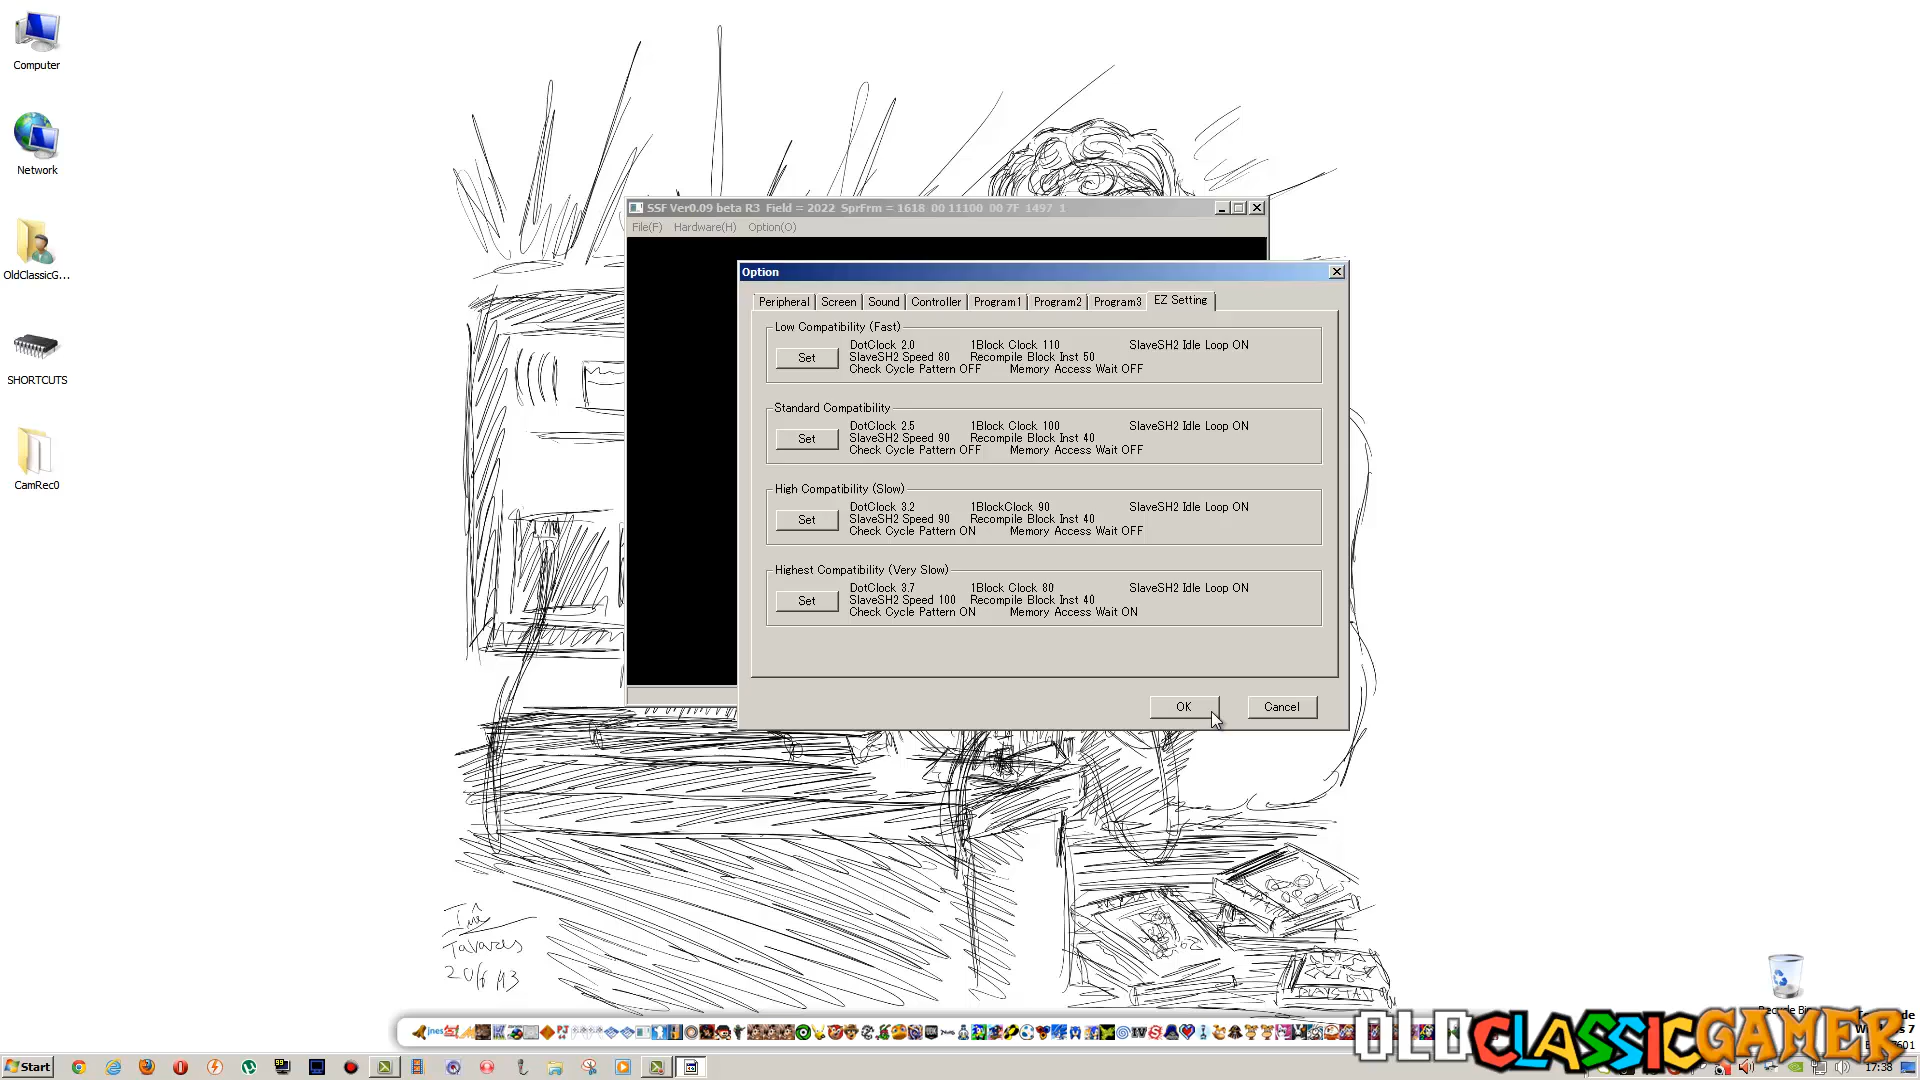 Computer
Network
OldClassicG...
SHORTCUTS
CamRec0
SSF Ver0.09 beta R3 Field = 2022 SprFrm = 1618 00 11100 00 7F 1497 1
File(F) Hardware(H) Option(O)
Option
Peripheral Screen Sound Controller Program1 Program2 Program3 EZ Setting
Low Compatibility (Fast)
Set
DotClock 2.0 1Block Clock 110 SlaveSH2 Idle Loop ON
SlaveSH2 Speed 80 Recompile Block Inst 50
Check Cycle Pattern OFF Memory Access Wait OFF
Standard Compatibility
Set
DotClock 2.5 1Block Clock 100 SlaveSH2 Idle Loop ON
SlaveSH2 Speed 90 Recompile Block Inst 40
Check Cycle Pattern OFF Memory Access Wait OFF
High Compatibility (Slow)
Set
DotClock 3.2 1BlockClock 90 SlaveSH2 Idle Loop ON
SlaveSH2 Speed 90 Recompile Block Inst 40
Check Cycle Pattern ON Memory Access Wait OFF
Highest Compatibility (Very Slow)
Set
DotClock 3.7 1Block Clock 80 SlaveSH2 Idle Loop ON
SlaveSH2 Speed 100 Recompile Block Inst 40
Check Cycle Pattern ON Memory Access Wait ON
OK Cancel
Tavares
OLDCLASSICGAMER
Start
17:38